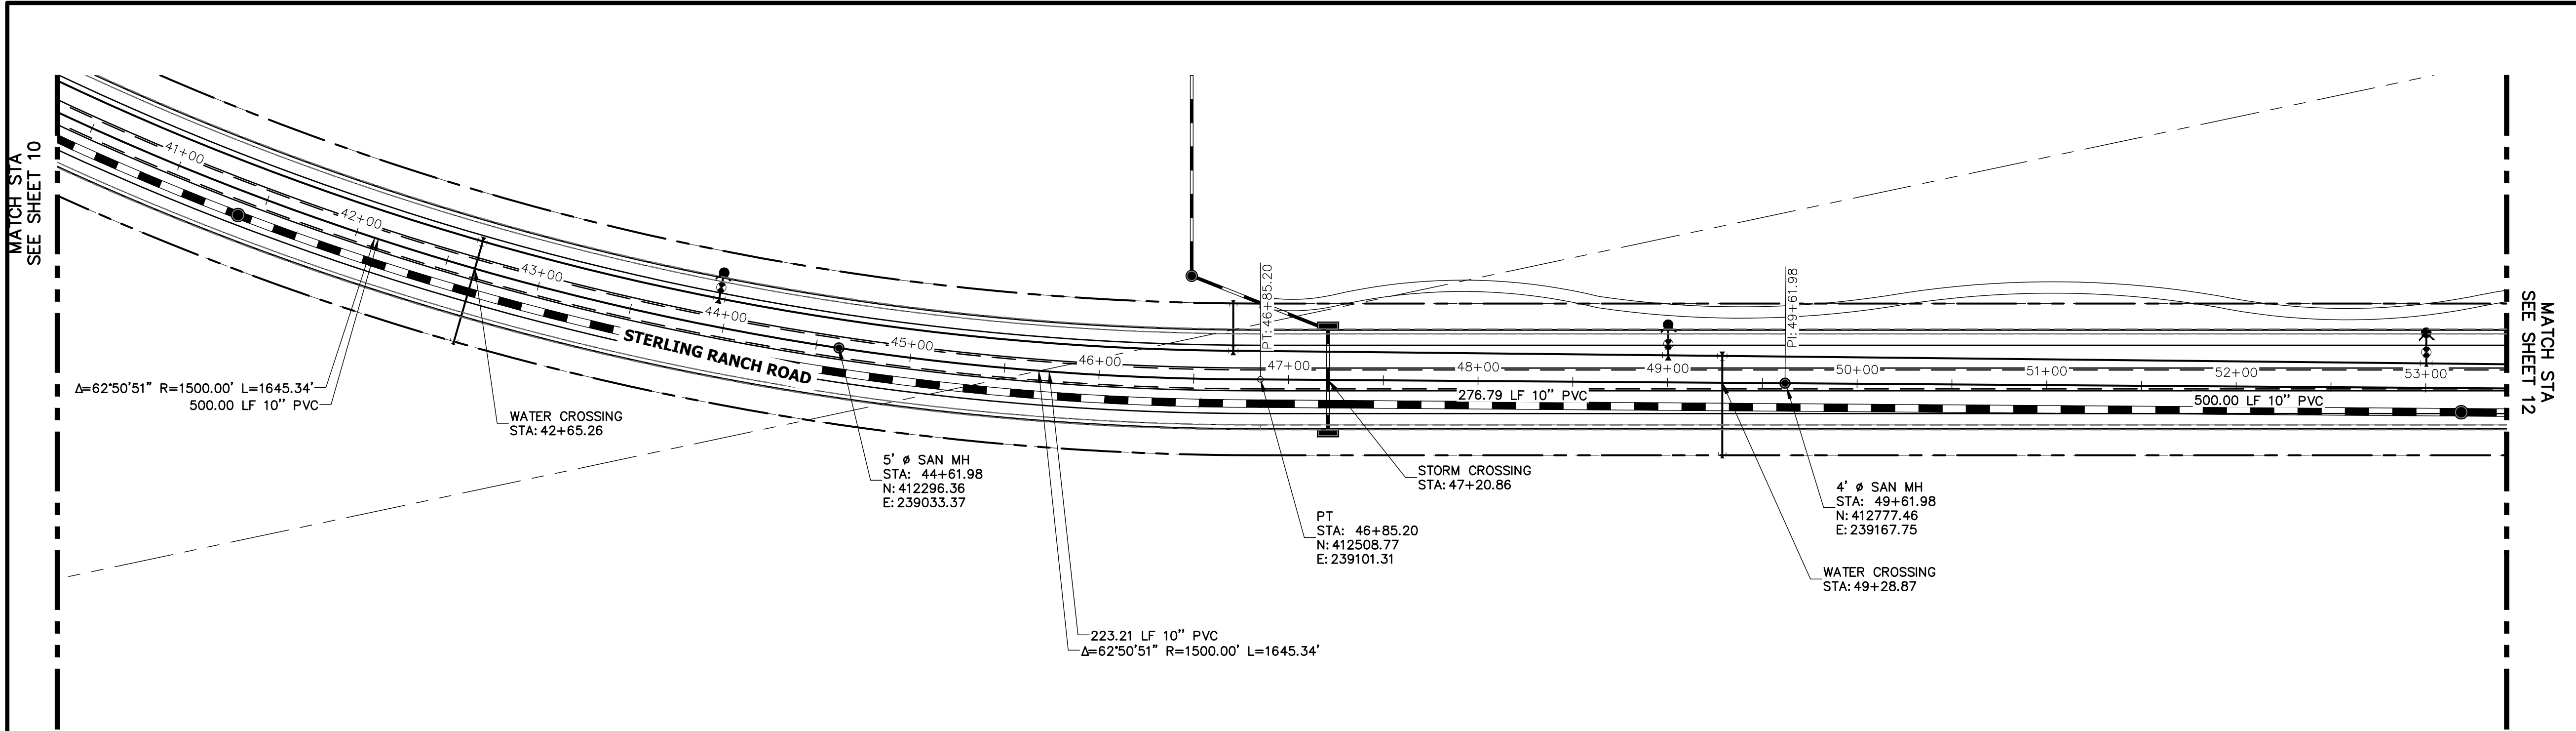 MATCH STA
SEE SHEET 10
41+00
42+00
43+00
44+00
45+00
46+00
47+00
48+00
49+00
50+00
51+00
52+00
53+00
STERLING RANCH ROAD
PT: 46+85.20
PI: 49+61.98
276.79 LF 10" PVC
500.00 LF 10" PVC
Δ=62°50'51" R=1500.00' L=1645.34'
500.00 LF 10" PVC
WATER CROSSING
STA: 42+65.26
5' ø SAN MH
STA: 44+61.98
N: 412296.36
E: 239033.37
STORM CROSSING
STA: 47+20.86
PT
STA: 46+85.20
N: 412508.77
E: 239101.31
4' ø SAN MH
STA: 49+61.98
N: 412777.46
E: 239167.75
WATER CROSSING
STA: 49+28.87
223.21 LF 10" PVC
Δ=62°50'51" R=1500.00' L=1645.34'
MATCH STA
SEE SHEET 12